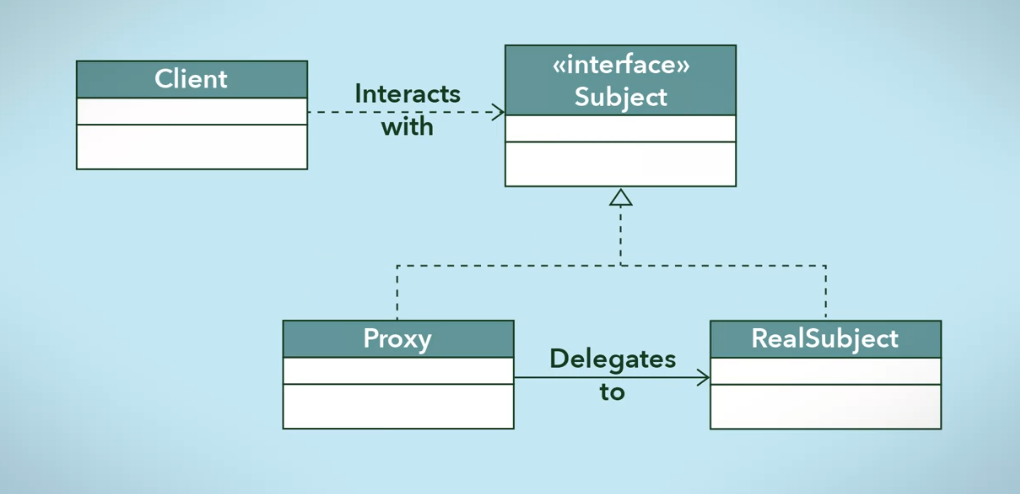 Client
Interacts
with
«interface»
Subject
Proxy
Delegates
to
RealSubject